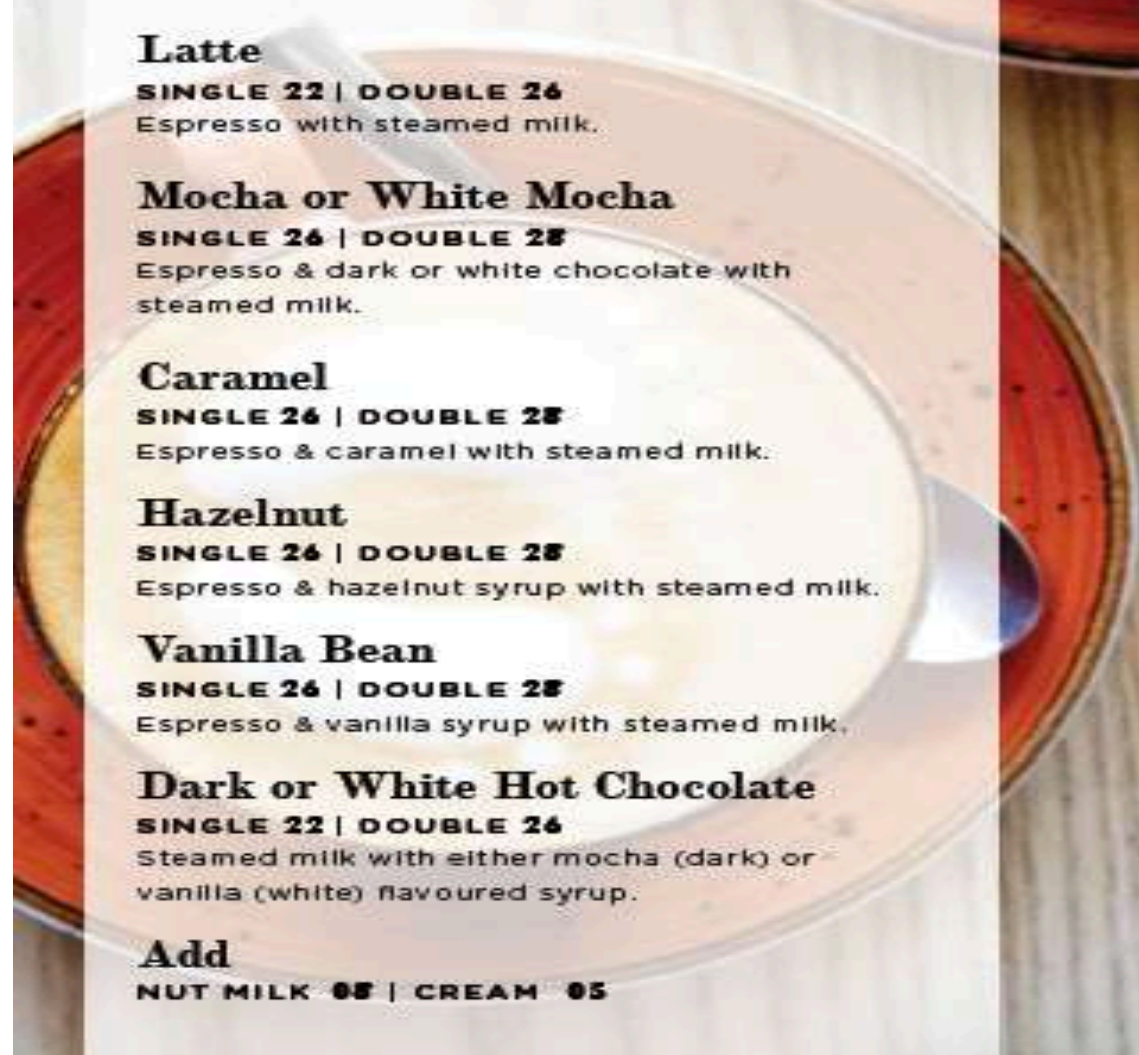 Latte
SINGLE 22 | DOUBLE 26
Espresso with steamed milk.
Mocha or White Mocha
SINGLE 26 | DOUBLE 28
Espresso & dark or white chocolate with
steamed milk.
Caramel
SINGLE 26 | DOUBLE 28
Espresso & caramel with steamed milk.
Hazelnut
SINGLE 26 | DOUBLE 28
Espresso & hazelnut syrup with steamed milk.
Vanilla Bean
SINGLE 26 | DOUBLE 28
Espresso & vanilla syrup with steamed milk.
Dark or White Hot Chocolate
SINGLE 22 | DOUBLE 26
Steamed milk with either mocha (dark) or
vanilla (white) flavoured syrup.
Add
NUT MILK 08 | CREAM 05